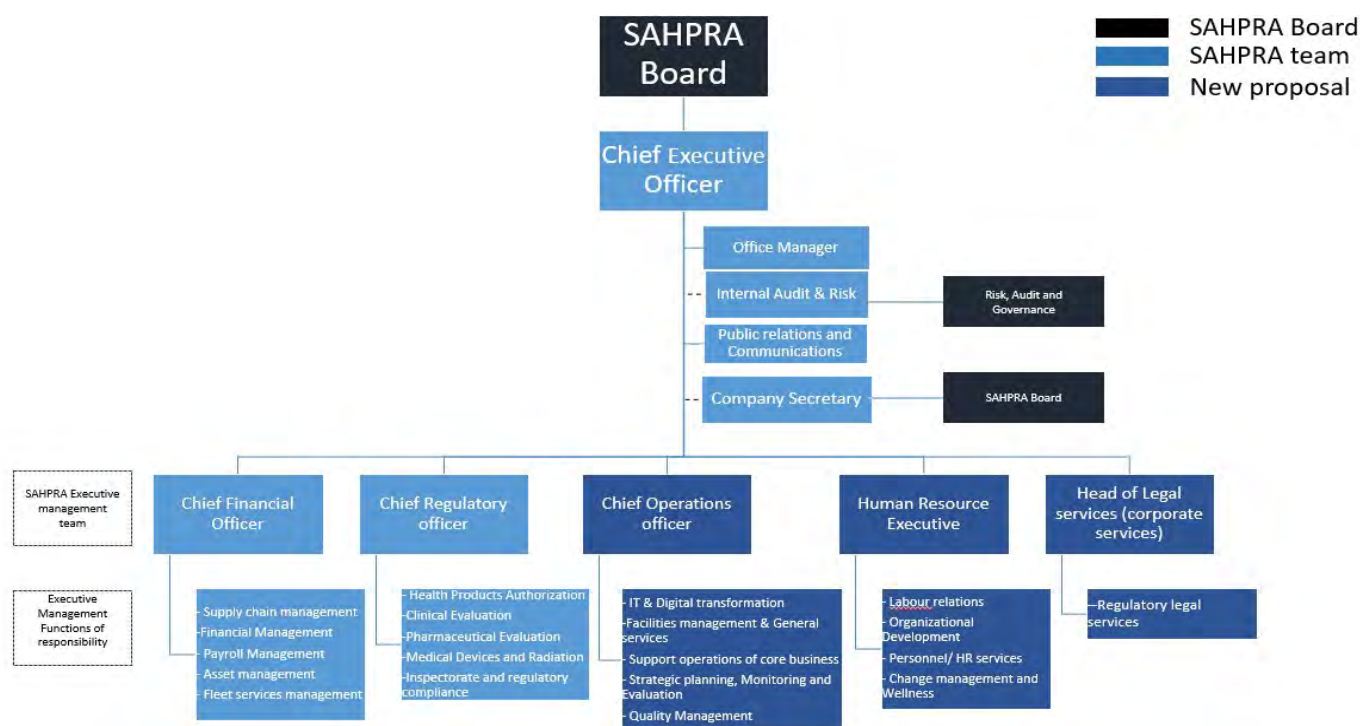 SAHPRA
Board
SAHPRA Board
SAHPRA team
New proposal
Chief Executive
Officer
Office Manager
Internal Audit & Risk
Risk, Audit and
Governance
Public relations and
Communications
Company Secretary
SAHPRA Board
SAHPRA Executive
management
team
Chief Financial
Officer
Chief Regulatory
officer
Chief Operations
officer
Human Resource
Executive
Head of Legal
services (corporate
services)
Executive
Management
Functions of
responsibility
- Supply chain management
-Financial Management
- Payroll Management
- Asset management
- Fleet services management
- Health Products Authorization
- Clinical Evaluation
- Pharmaceutical Evaluation
-Medical Devices and Radiation
-Inspectorate and regulatory
compliance
- IT & Digital transformation
-Facilities management & General
services
- Support operations of core business
- Strategic planning, Monitoring and
Evaluation
- Quality Management
- Labour relations
- Organizational
Development
- Personnel/ HR services
- Change management and
Wellness
-Regulatory legal
services